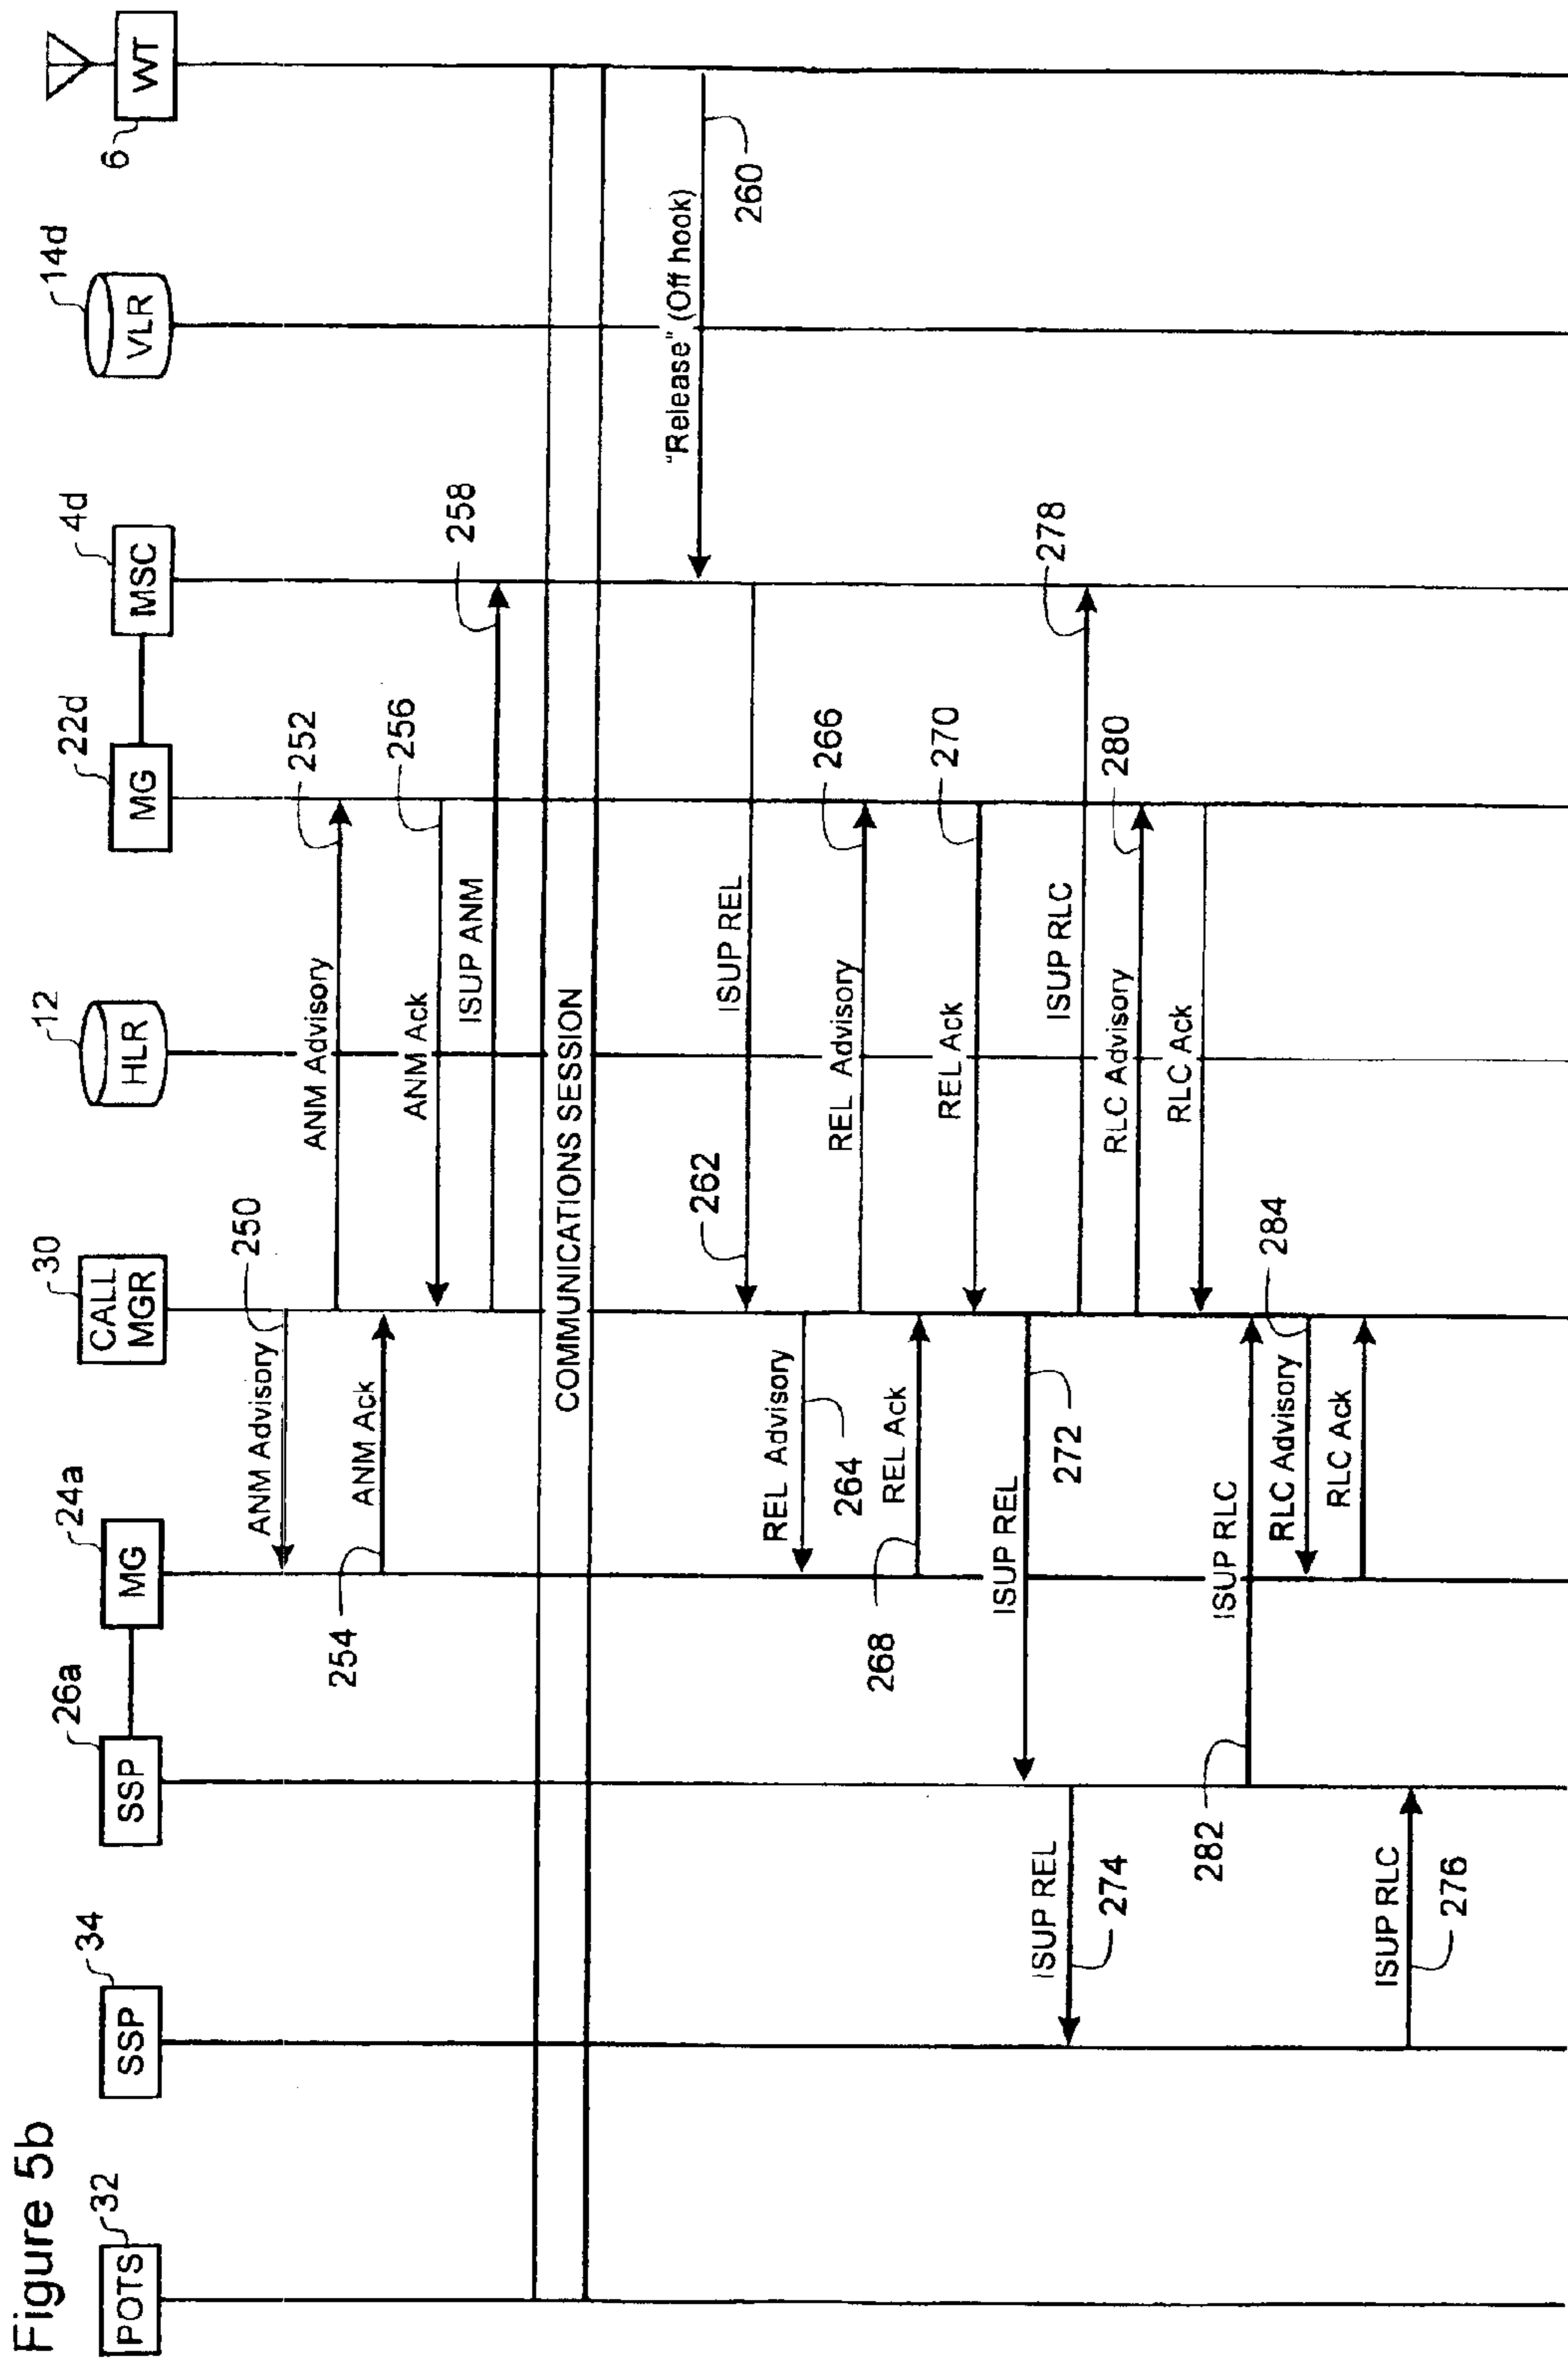 Figure 5b
POTS
32
SSP
34
SSP
26a
MG
24a
CALL
MGR
30
HLR
12
MG
22d
MSC
4d
VLR
14d
WT
6
ANM Advisory
250
ANM Advisory
252
ANM Ack
254
ANM Ack
256
ISUP ANM
258
COMMUNICATIONS SESSION
"Release" (Off hook)
260
ISUP REL
262
REL Advisory
264
REL Advisory
266
REL Ack
268
REL Ack
270
ISUP REL
272
ISUP REL
274
ISUP RLC
278
RLC Advisory
280
RLC Ack
ISUP RLC
282
RLC Advisory
284
RLC Ack
ISUP RLC
276